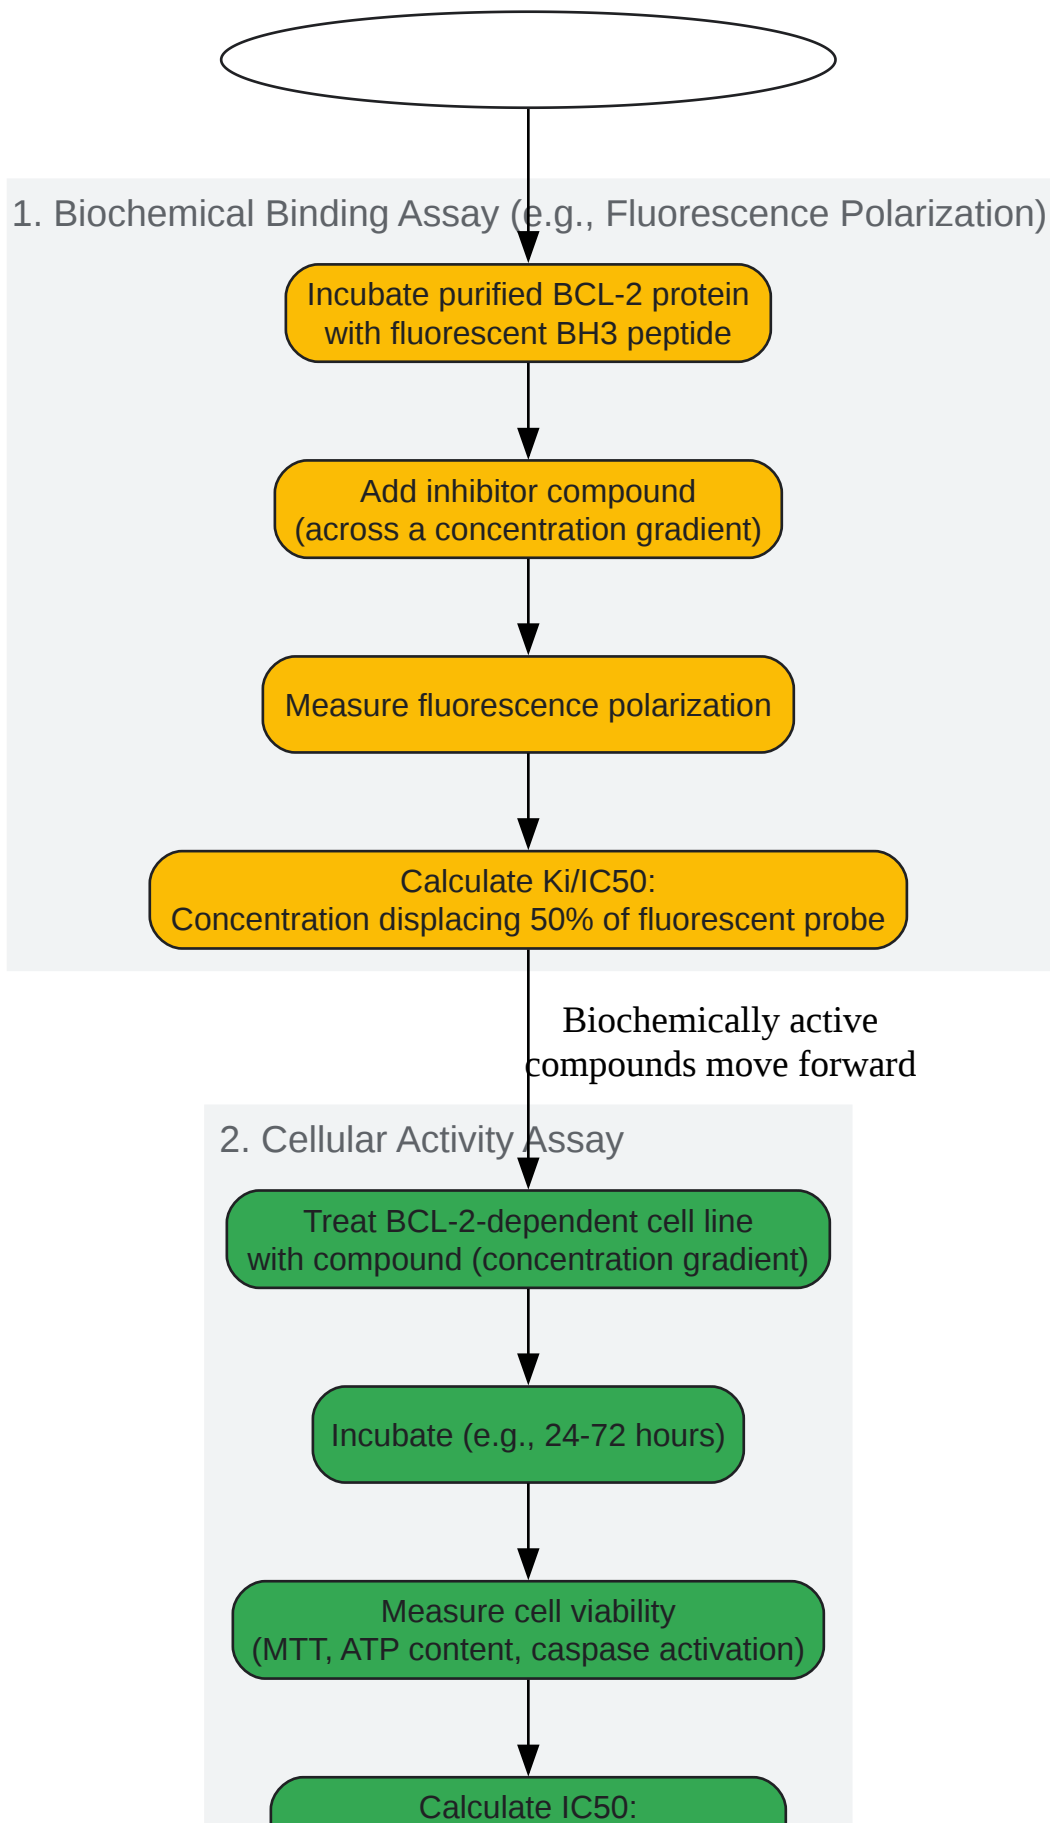 1. Biochemical Binding Assay (e.g., Fluorescence Polarization)
Incubate purified BCL-2 protein
with fluorescent BH3 peptide
Add inhibitor compound
(across a concentration gradient)
Measure fluorescence polarization
Calculate Ki/IC50:
Concentration displacing 50% of fluorescent probe
Biochemically active
compounds move forward
2. Cellular Activity Assay
Treat BCL-2-dependent cell line
with compound (concentration gradient)
Incubate (e.g., 24-72 hours)
Measure cell viability
(MTT, ATP content, caspase activation)
Calculate IC50: